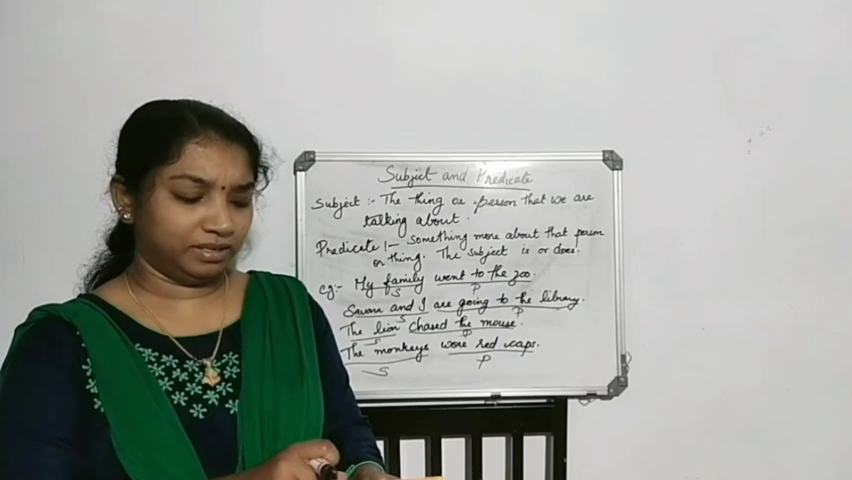 Subject and Predicate
Subject :- The thing or person that we are
talking about.
Predicate :- Something more about that person
or thing. The subject is or does.
eg:- My family went to the zoo.
S P
and I are going to the library.
S P
The lion chased the mouse.
S P
The monkeys wore red caps.
S P